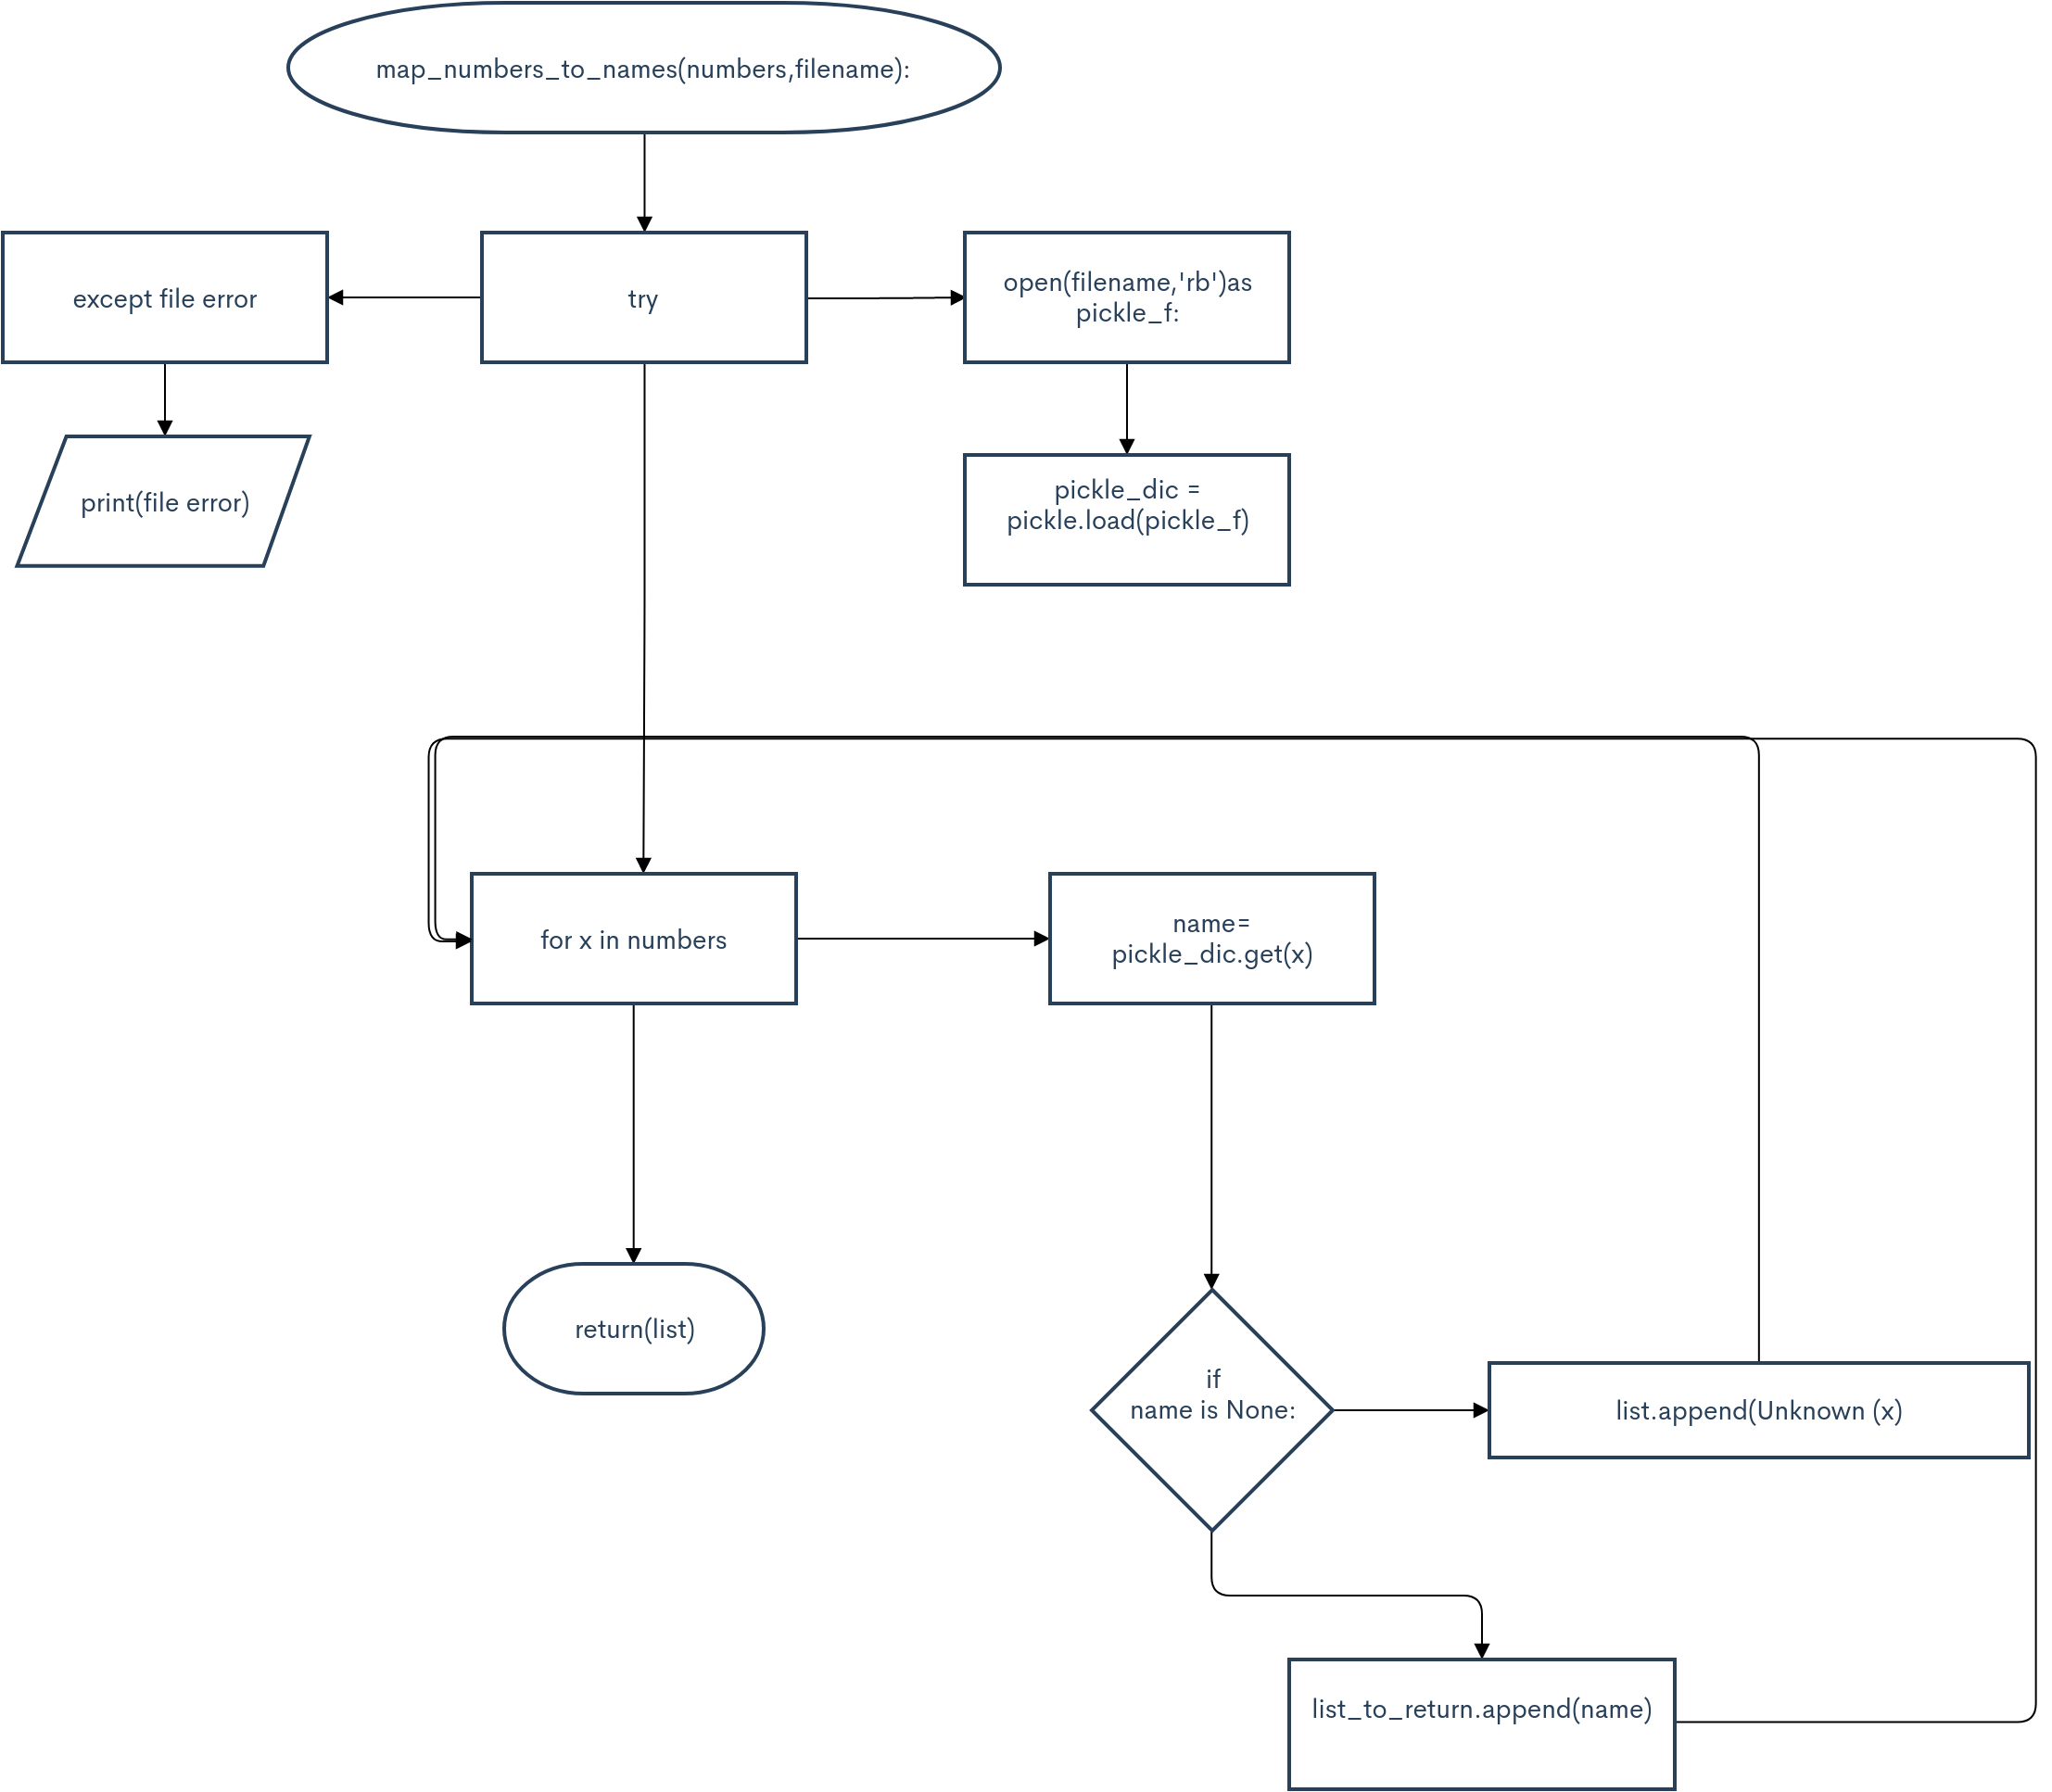 map_numbers_to_names(numbers,filename):
except file error
try
open(filename,'rb')as
pickle_f:
print(file error)
pickle_dic =
pickle.load(pickle_f)
for x in numbers
name=
pickle_dic.get(x)
return(list)
if
name is None:
list.append(Unknown (x)
list_to_return.append(name)